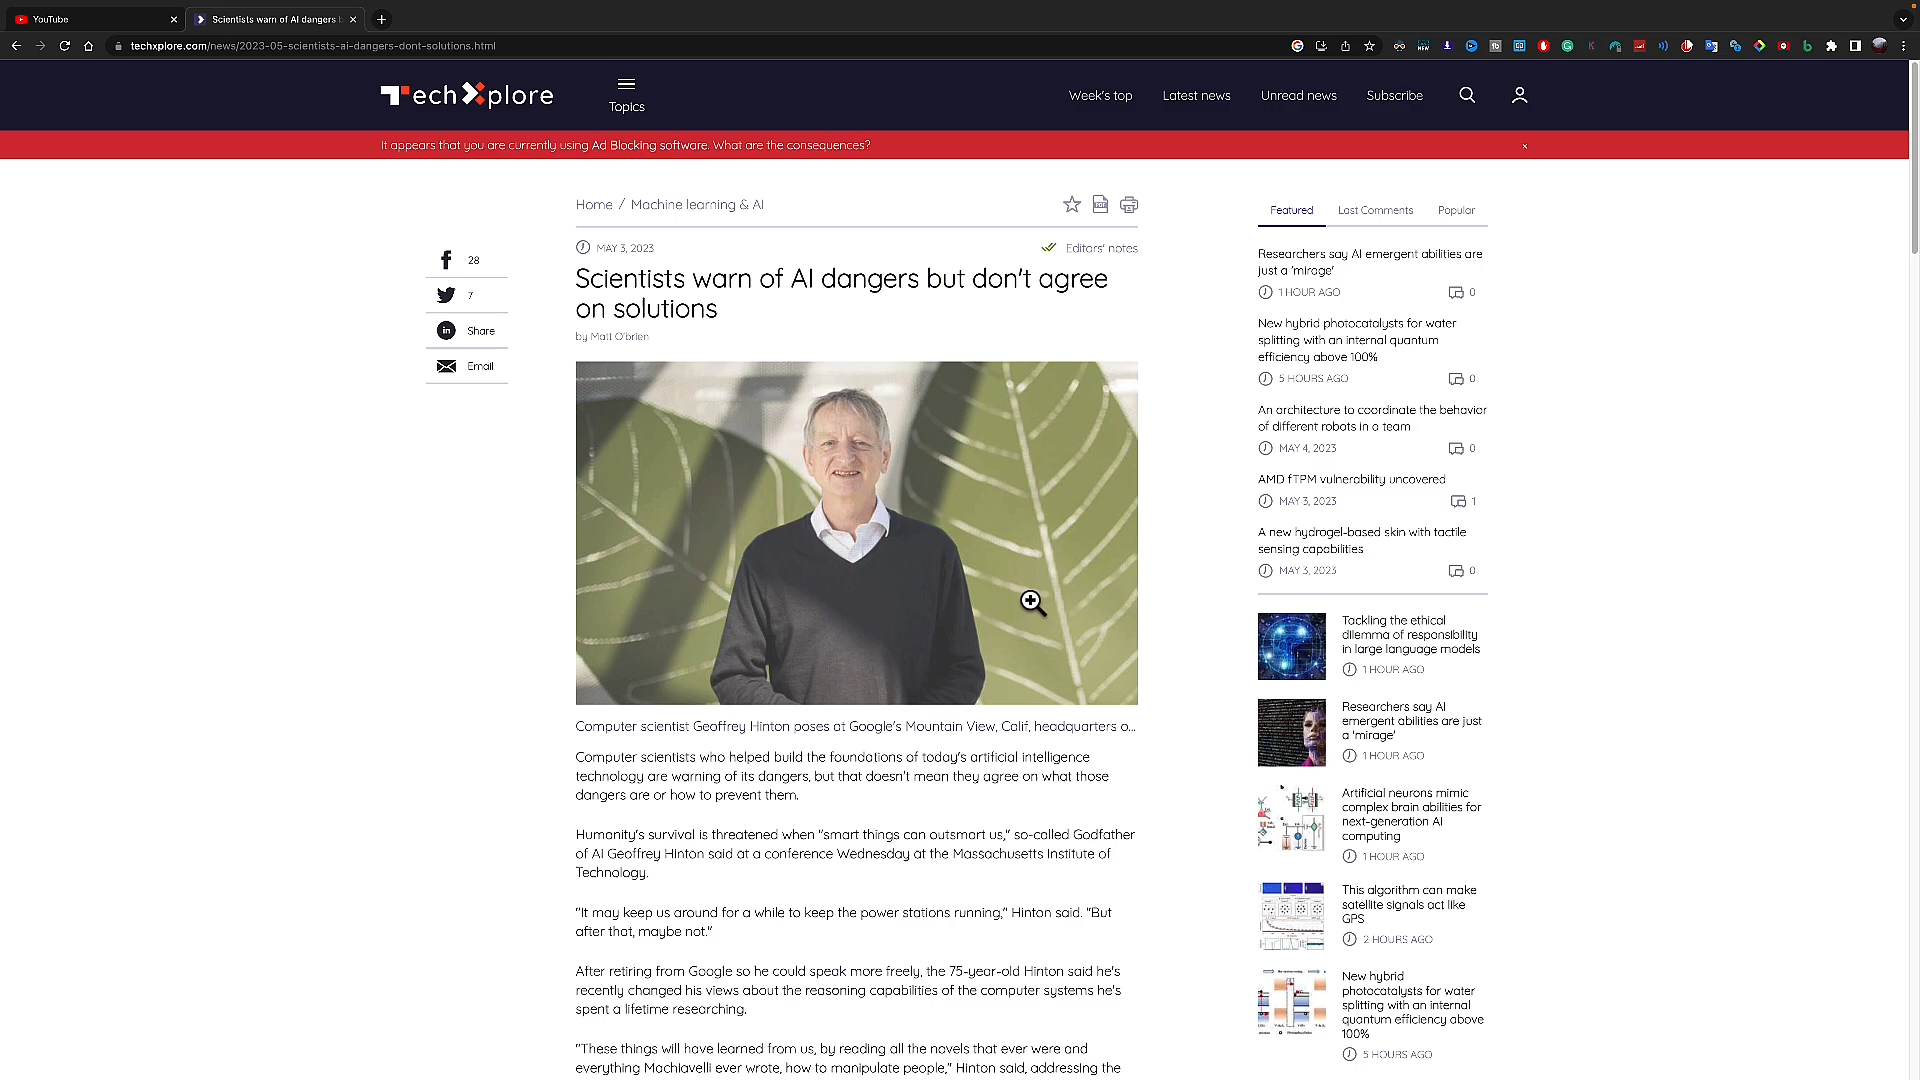 YouTube
Scientists warn of AI dangers b
techxplore.com/news/2023-05-scientists-ai-dangers-dont-solutions.html
TechXplore
Topics
Week's top
Latest news
Unread news
Subscribe
It appears that you are currently using Ad Blocking software. What are the consequences?
Home / Machine learning & AI
28
7
Share
Email
MAY 3, 2023
Editors' notes
Scientists warn of AI dangers but don't agree
on solutions
by Matt O'brien
Computer scientist Geoffrey Hinton poses at Google's Mountain View, Calif, headquarters o...
Computer scientists who helped build the foundations of today's artificial intelligence
technology are warning of its dangers, but that doesn't mean they agree on what those
dangers are or how to prevent them.
Humanity's survival is threatened when "smart things can outsmart us," so-called Godfather
of AI Geoffrey Hinton said at a conference Wednesday at the Massachusetts Institute of
Technology.
"It may keep us around for a while to keep the power stations running," Hinton said. "But
after that, maybe not."
After retiring from Google so he could speak more freely, the 75-year-old Hinton said he's
recently changed his views about the reasoning capabilities of the computer systems he's
spent a lifetime researching.
"These things will have learned from us, by reading all the novels that ever were and
everything Machiavelli ever wrote, how to manipulate people," Hinton said, addressing the
Featured
Last Comments
Popular
Researchers say AI emergent abilities are
just a 'mirage'
1 HOUR AGO
0
New hybrid photocatalysts for water
splitting with an internal quantum
efficiency above 100%
5 HOURS AGO
0
An architecture to coordinate the behavior
of different robots in a team
MAY 4, 2023
0
AMD fTPM vulnerability uncovered
MAY 3, 2023
1
A new hydrogel-based skin with tactile
sensing capabilities
MAY 3, 2023
0
Tackling the ethical
dilemma of responsibility
in large language models
1 HOUR AGO
Researchers say AI
emergent abilities are just
a 'mirage'
1 HOUR AGO
Artificial neurons mimic
complex brain abilities for
next-generation AI
computing
1 HOUR AGO
This algorithm can make
satellite signals act like
GPS
2 HOURS AGO
New hybrid
photocatalysts for water
splitting with an internal
quantum efficiency above
100%
5 HOURS AGO